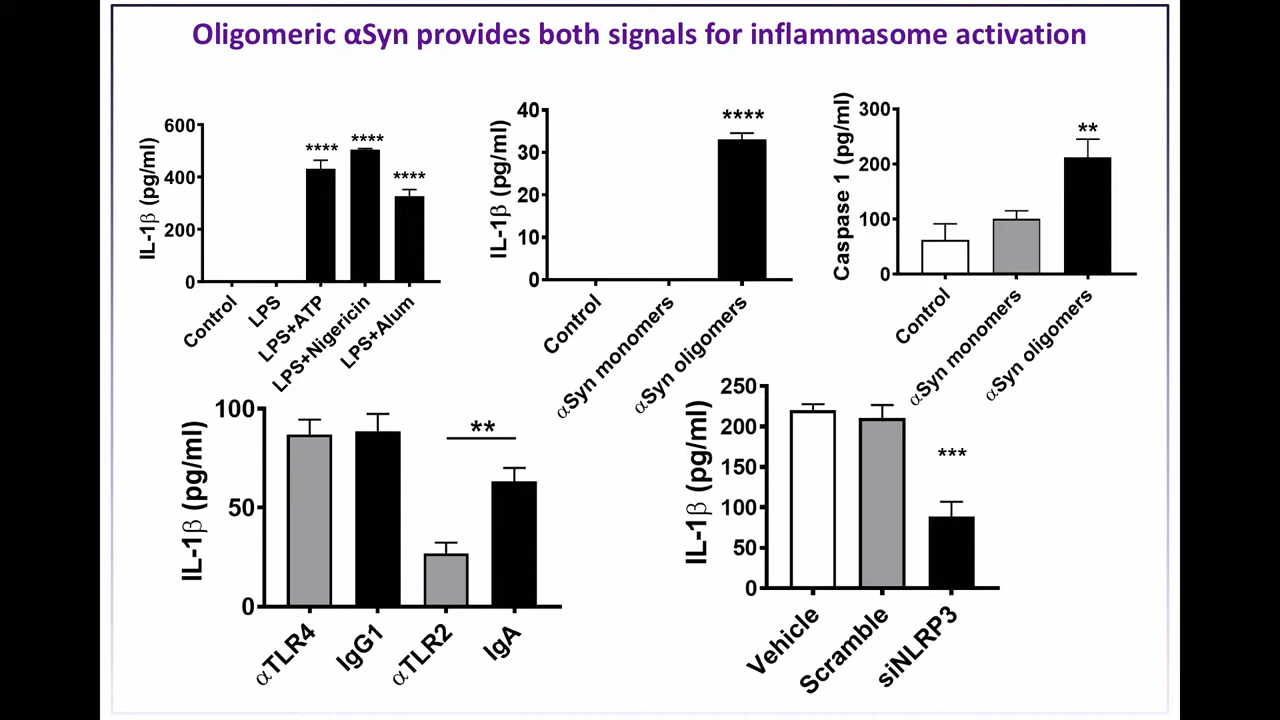 Oligomeric αSyn provides both signals for inflammasome activation
IL-1β (pg/ml)
600
400
200
0
****
****
****
Control
LPS
LPS+ATP
LPS+Nigericin
LPS+Alum
IL-1β (pg/ml)
40
30
20
10
0
****
Control
αSyn monomers
αSyn oligomers
Caspase 1 (pg/ml)
300
200
100
0
**
Control
αSyn monomers
αSyn oligomers
IL-1β (pg/ml)
100
50
0
**
αTLR4
IgG1
αTLR2
IgA
IL-1β (pg/ml)
250
200
150
100
50
0
***
Vehicle
Scramble
siNLRP3